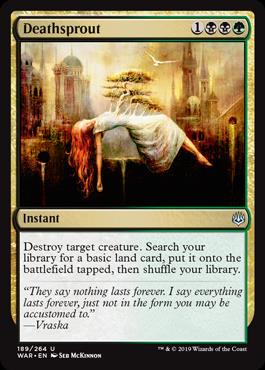 Deathsprout 1
Instant
Destroy target creature. Search your
library for a basic land card, put it onto the
battlefield tapped, then shuffle your library.
“They say nothing lasts forever. I say everything
lasts forever, just not in the form you may be
accustomed to.”
—Vraska
189/264 U
WAR • EN Seb McKinnon ™ & © 2019 Wizards of the Coast